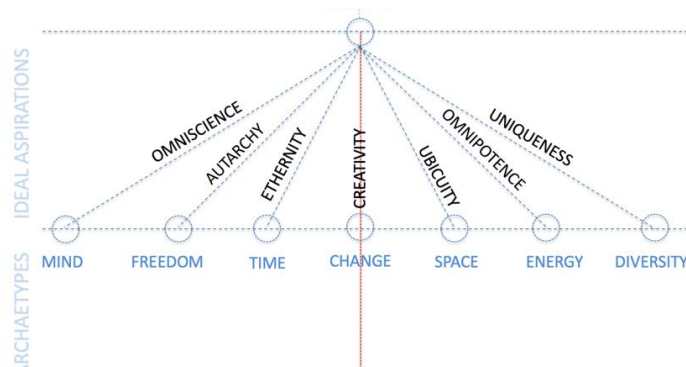 IDEAL ASPIRATIONS
OMNISCIENCE
AUTARCHY
ETHERNITY
CREATIVITY
UBICUITY
OMNIPOTENCE
UNIQUENESS
MIND
FREEDOM
TIME
CHANGE
SPACE
ENERGY
DIVERSITY
ARCHAETYPES